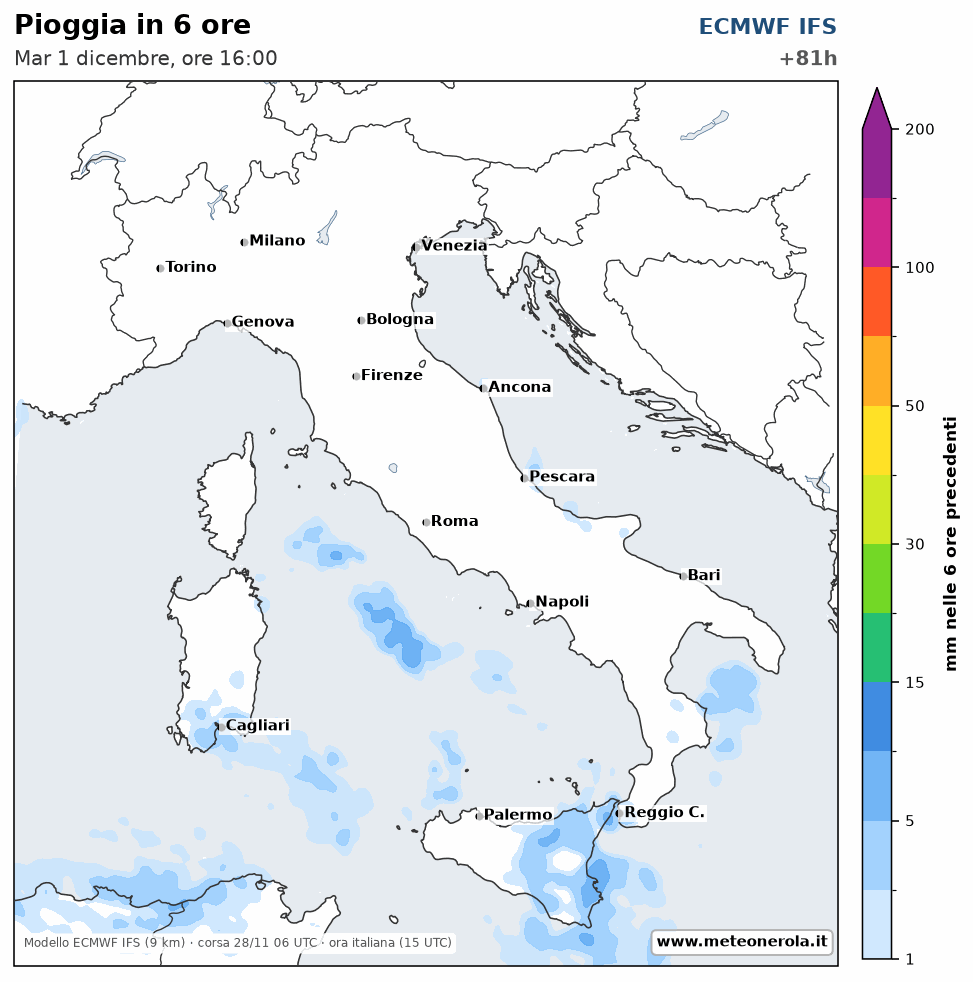 Pioggia in 6 ore
ECMWF IFS
Mar 1 dicembre, ore 16:00
+81h
200
100
50
30
15
5
1
mm nelle 6 ore precedenti
Milano
Venezia
Torino
Genova
Bologna
Firenze
Ancona
Pescara
Roma
Bari
Napoli
Cagliari
Palermo
Reggio C.
Modello ECMWF IFS (9 km) · corsa 28/11 06 UTC · ora italiana (15 UTC)
www.meteonerola.it